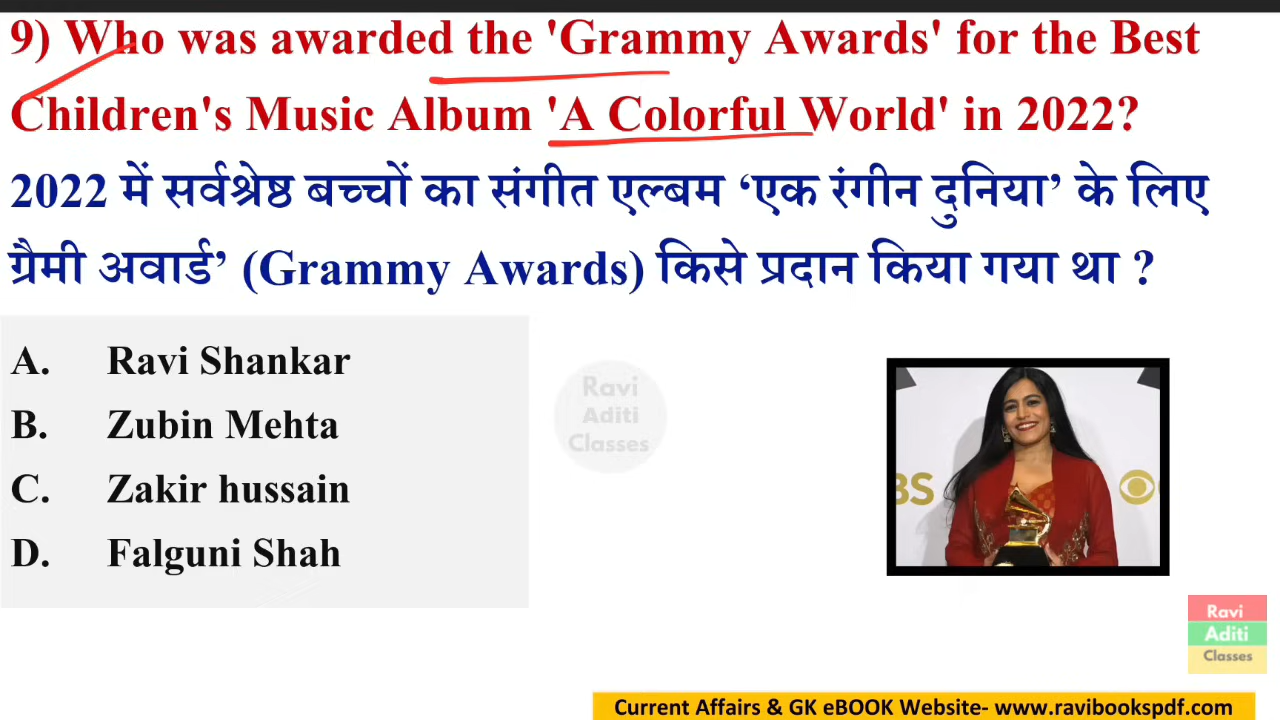 9) Who was awarded the 'Grammy Awards' for the Best
Children's Music Album 'A Colorful World' in 2022?
2022 में सर्वश्रेष्ठ बच्चों का संगीत एल्बम ‘एक रंगीन दुनिया’ के लिए
ग्रैमी अवार्ड’ (Grammy Awards) किसे प्रदान किया गया था ?
A. Ravi Shankar
B. Zubin Mehta
C. Zakir hussain
D. Falguni Shah
Ravi
Aditi
Classes
BS
Ravi
Aditi
Classes
Current Affairs & GK eBOOK Website- www.ravibookspdf.com